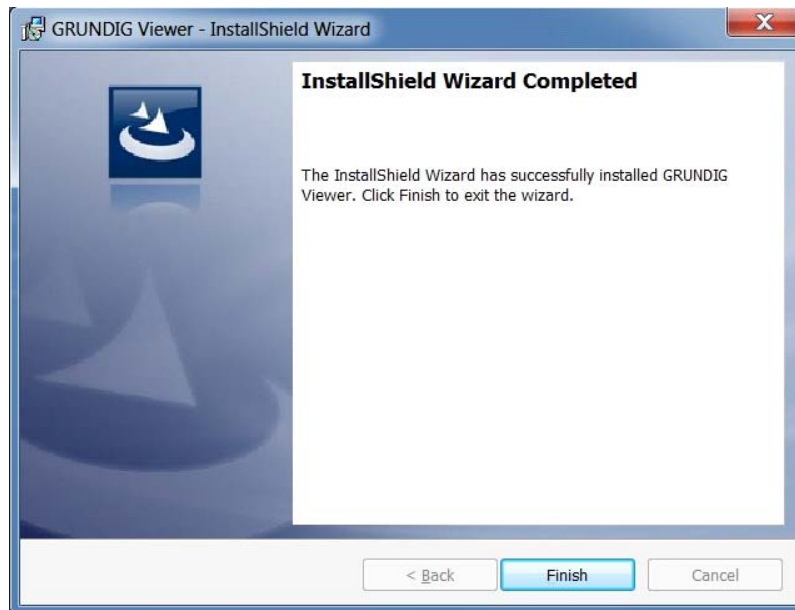 GRUNDIG Viewer - InstallShield Wizard
InstallShield Wizard Completed
The InstallShield Wizard has successfully installed GRUNDIG
Viewer. Click Finish to exit the wizard.
< Back
Finish
Cancel